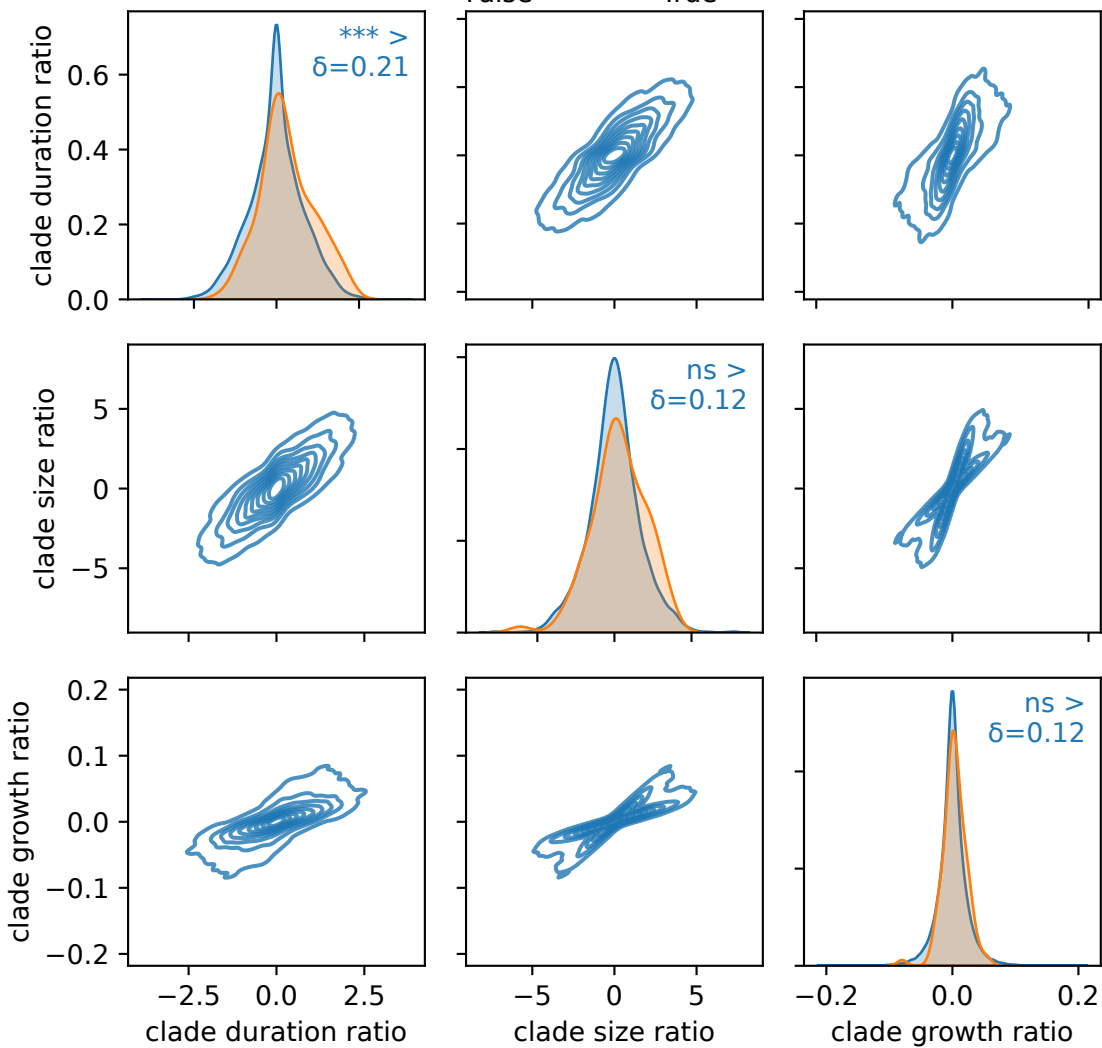 *** >
δ=0.21
clade duration ratio
0.6
0.4
0.2
0.0
ns >
δ=0.12
clade size ratio
5
0
−5
ns >
δ=0.12
clade growth ratio
0.2
0.1
0.0
−0.1
−0.2
−2.5 0.0 2.5
−5 0 5
−0.2 0.0 0.2
clade duration ratio
clade size ratio
clade growth ratio